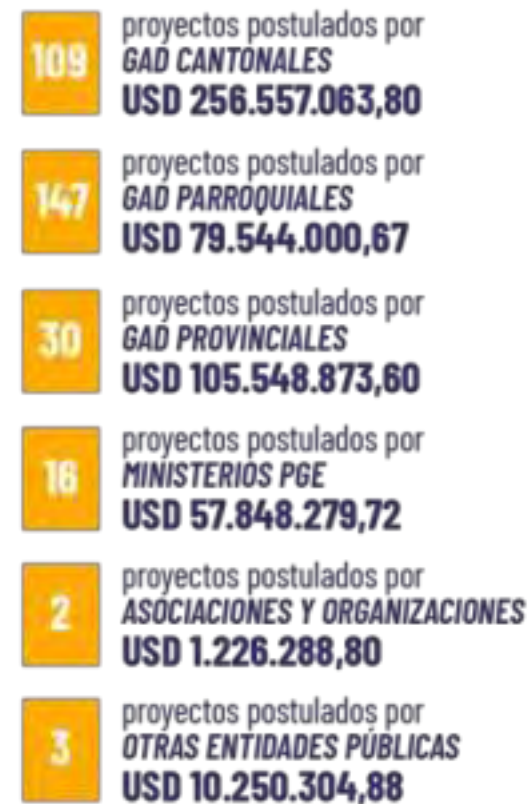 109
proyectos postulados por
GAD CANTONALES
USD 256.557.063,80
147
proyectos postulados por
GAD PARROQUIALES
USD 79.544.000,67
30
proyectos postulados por
GAD PROVINCIALES
USD 105.548.873,60
16
proyectos postulados por
MINISTERIOS PGE
USD 57.848.279,72
2
proyectos postulados por
ASOCIACIONES Y ORGANIZACIONES
USD 1.226.288,80
3
proyectos postulados por
OTRAS ENTIDADES PÚBLICAS
USD 10.250.304,88